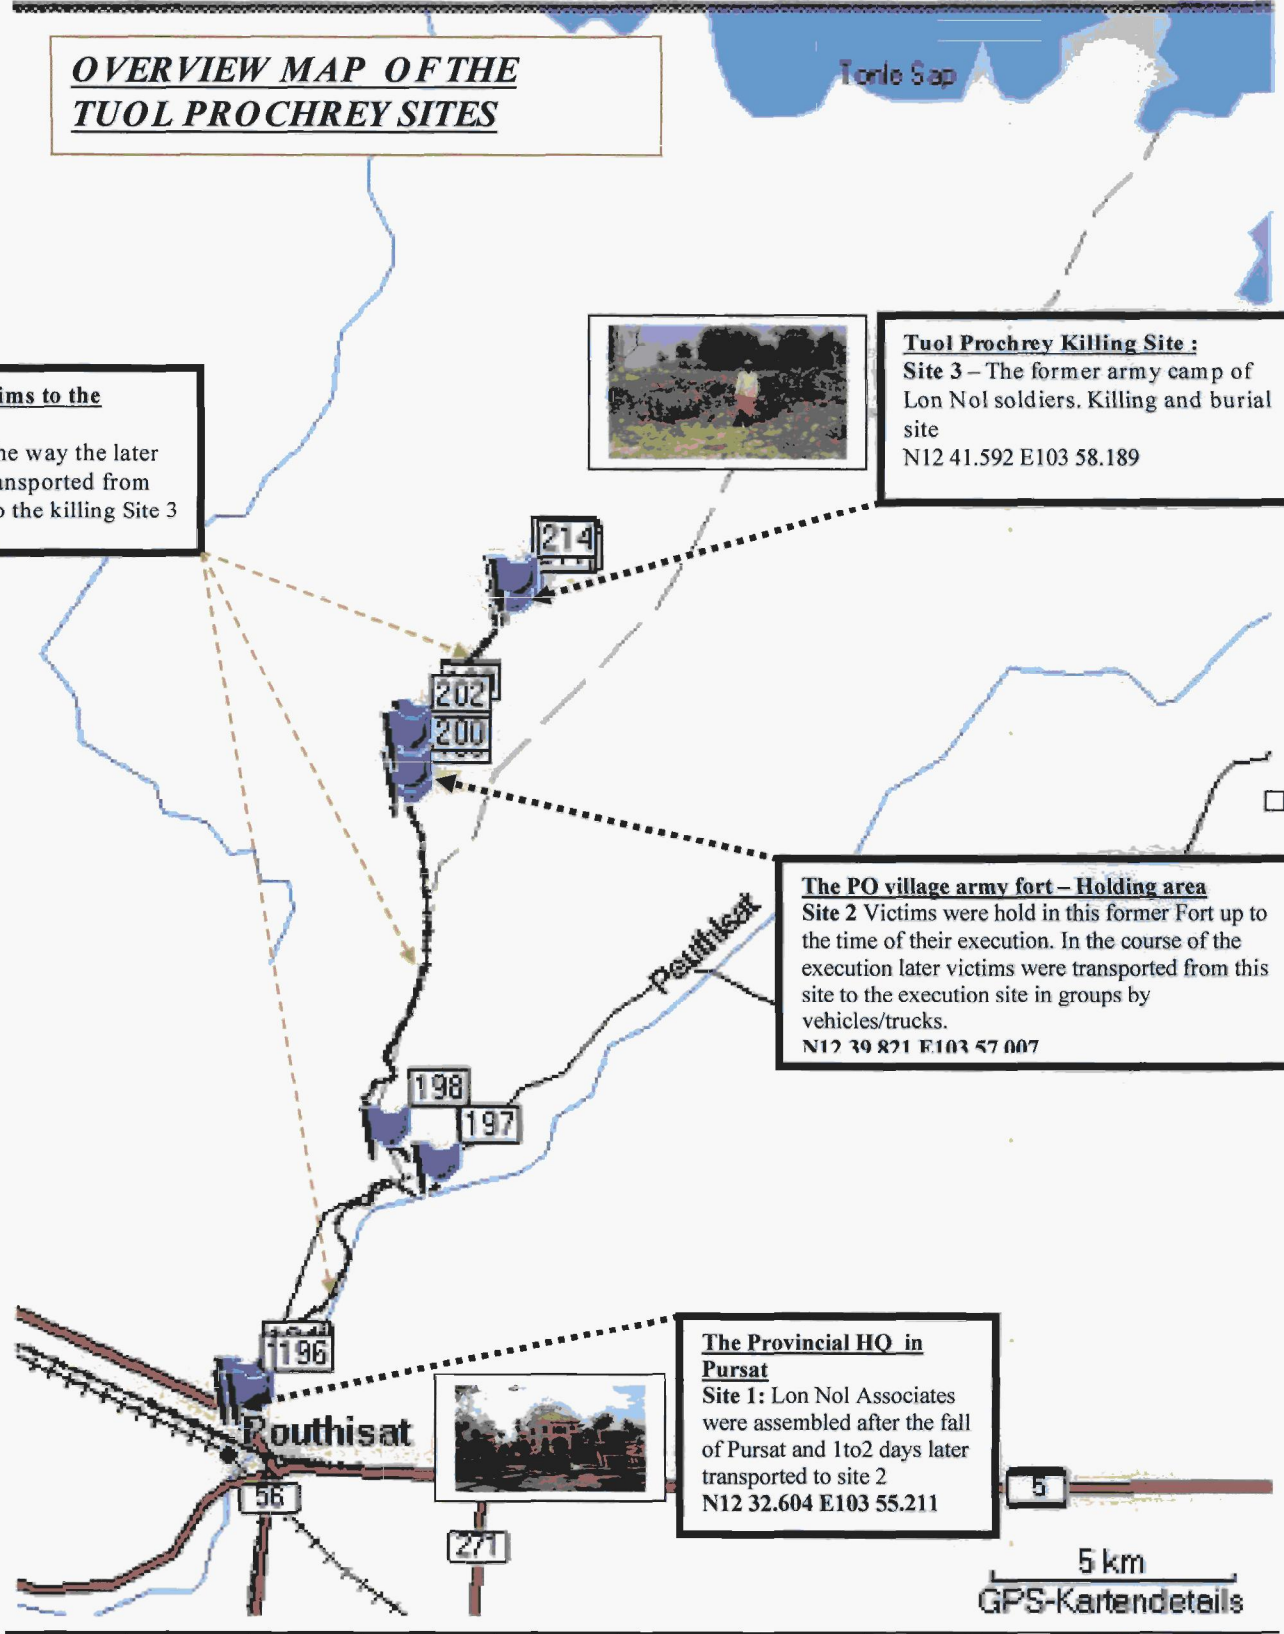 OVERVIEW MAP OF THE
TUOL PROCHREY SITES
Tonle Sap
Tuol Prochrey Killing Site :
Site 3 – The former army camp of
Lon Nol soldiers. Killing and burial
site
N12 41.592 E103 58.189
ims to the
he way the later
ansported from
o the killing Site 3
214
202
200
The PO village army fort – Holding area
Site 2 Victims were hold in this former Fort up to
the time of their execution. In the course of the
execution later victims were transported from this
site to the execution site in groups by
vehicles/trucks.
N12 39 821 E103 57 007
Pouthisat
198
197
196
The Provincial HQ in
Pursat
Site 1: Lon Nol Associates
were assembled after the fall
of Pursat and 1to2 days later
transported to site 2
N12 32.604 E103 55.211
Pouthisat
56
271
5
5 km
GPS-Kartendetails